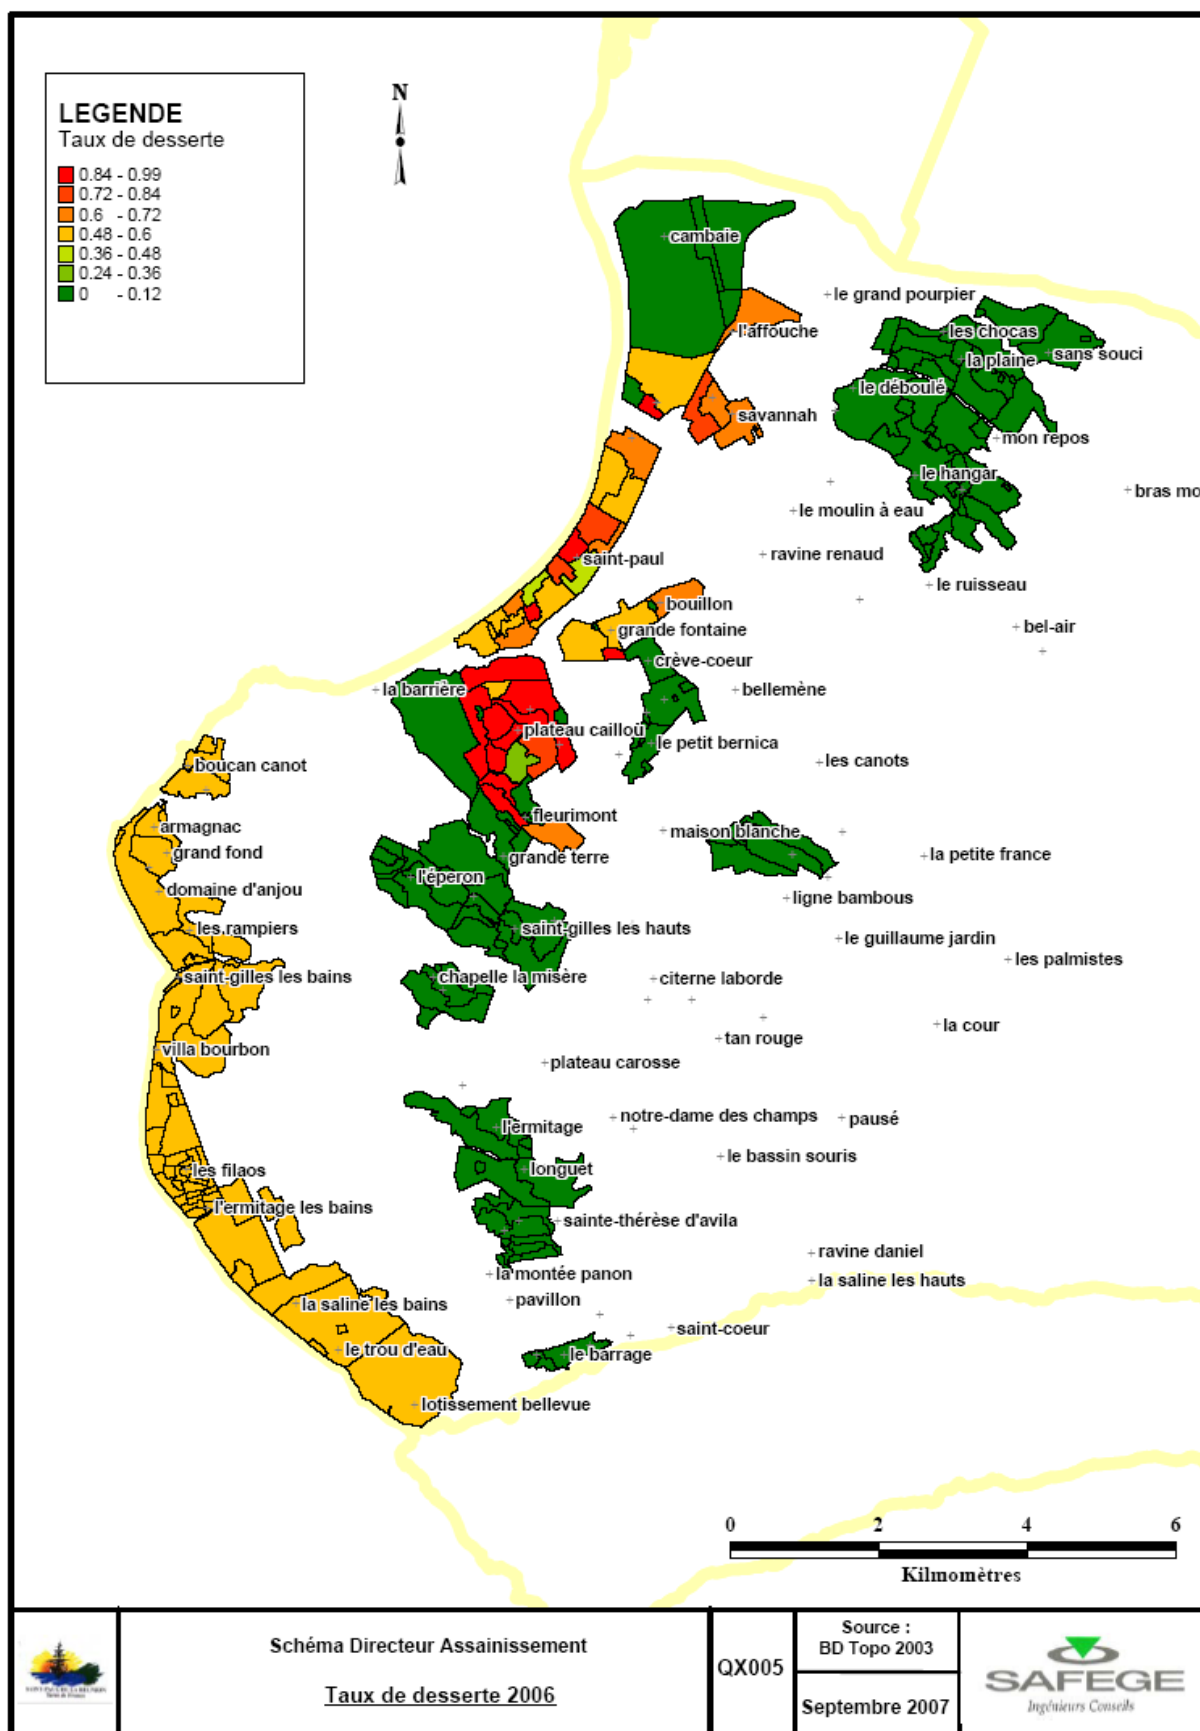 LEGENDE
Taux de desserte
0.84 - 0.99
0.72 - 0.84
0.6 - 0.72
0.48 - 0.6
0.36 - 0.48
0.24 - 0.36
0 - 0.12
N
cambaie
le grand pourpier
l'affouche
les chocas
sans souci
la plaine
le déboulé
savannah
mon repos
le hangar
bras mo
le moulin à eau
saint-paul
ravine renaud
le ruisseau
bouillon
grande fontaine
bel-air
crève-coeur
la barrière
bellemène
plateau caillou
le petit bernica
boucan canot
les canots
fleurimont
armagnac
maison blanche
grand fond
grande terre
la petite france
l'éperon
domaine d'anjou
ligne bambous
les rampiers
saint-gilles les hauts
le guillaume jardin
les palmistes
saint-gilles les bains
chapelle la misère
citerne laborde
la cour
tan rouge
villa bourbon
plateau carosse
notre-dame des champs
pausé
l'ermitage
le bassin souris
les filaos
longuet
l'ermitage les bains
sainte-thérèse d'avila
ravine daniel
la montée panon
la saline les hauts
la saline les bains
pavillon
saint-coeur
le trou d'eau
le barrage
lotissement bellevue
0 2 4 6
Kilmomètres
Schéma Directeur Assainissement
Taux de desserte 2006
QX005
Source :
BD Topo 2003
Septembre 2007
SAFEGE
Ingénieurs Conseils